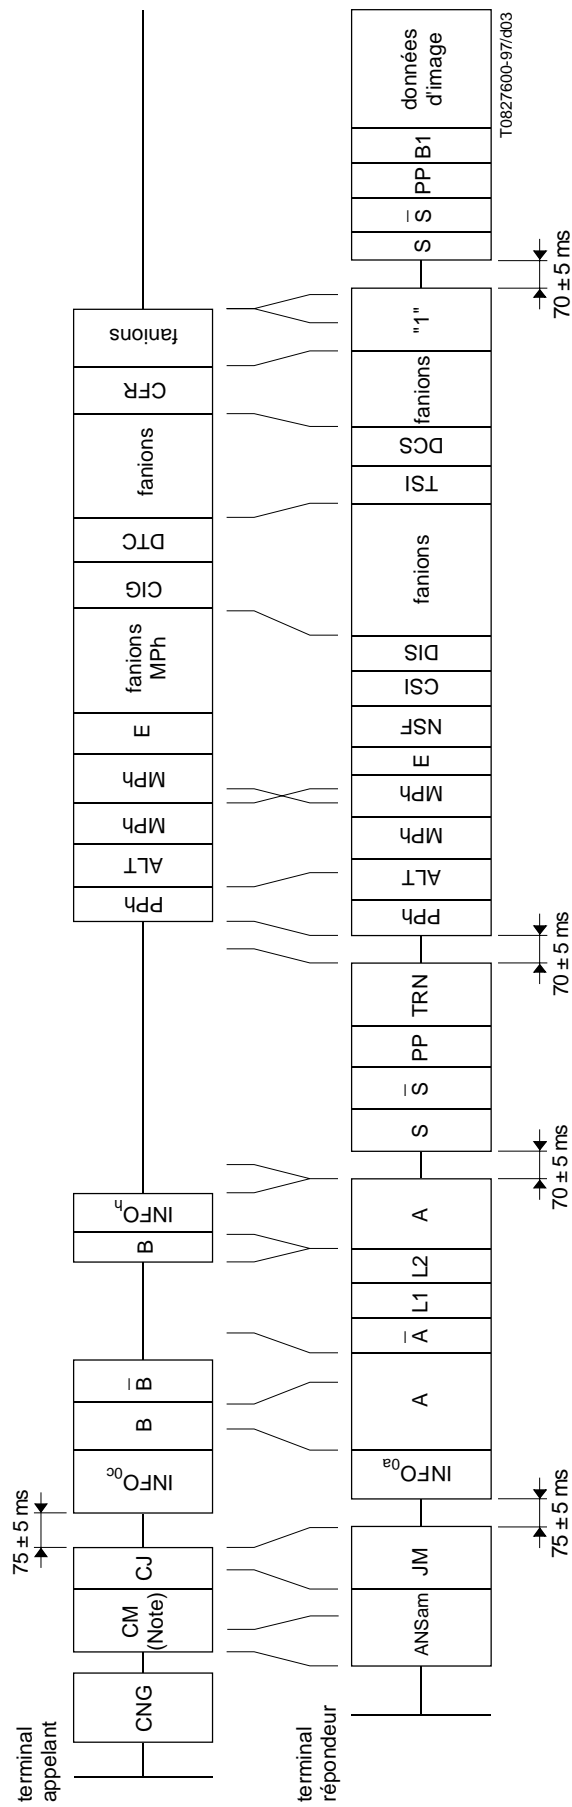 terminal
appelant
CNG
CM
(Note)
CJ
75 ± 5 ms
INFO0c
B
B̅
B
INFOh
PPh
ALT
MPh
MPh
E
fanions
MPh
CIG
DTC
fanions
CFR
fanions
terminal
répondeur
ANSam
JM
75 ± 5 ms
INFO0a
A
A̅
L1
L2
A
70 ± 5 ms
S
S̅
PP
TRN
70 ± 5 ms
PPh
ALT
MPh
MPh
E
NSF
CSI
DIS
fanions
TSI
DCS
fanions
"1"
70 ± 5 ms
S
S̅
PP
B1
données
d'image
T0827600-97/d03